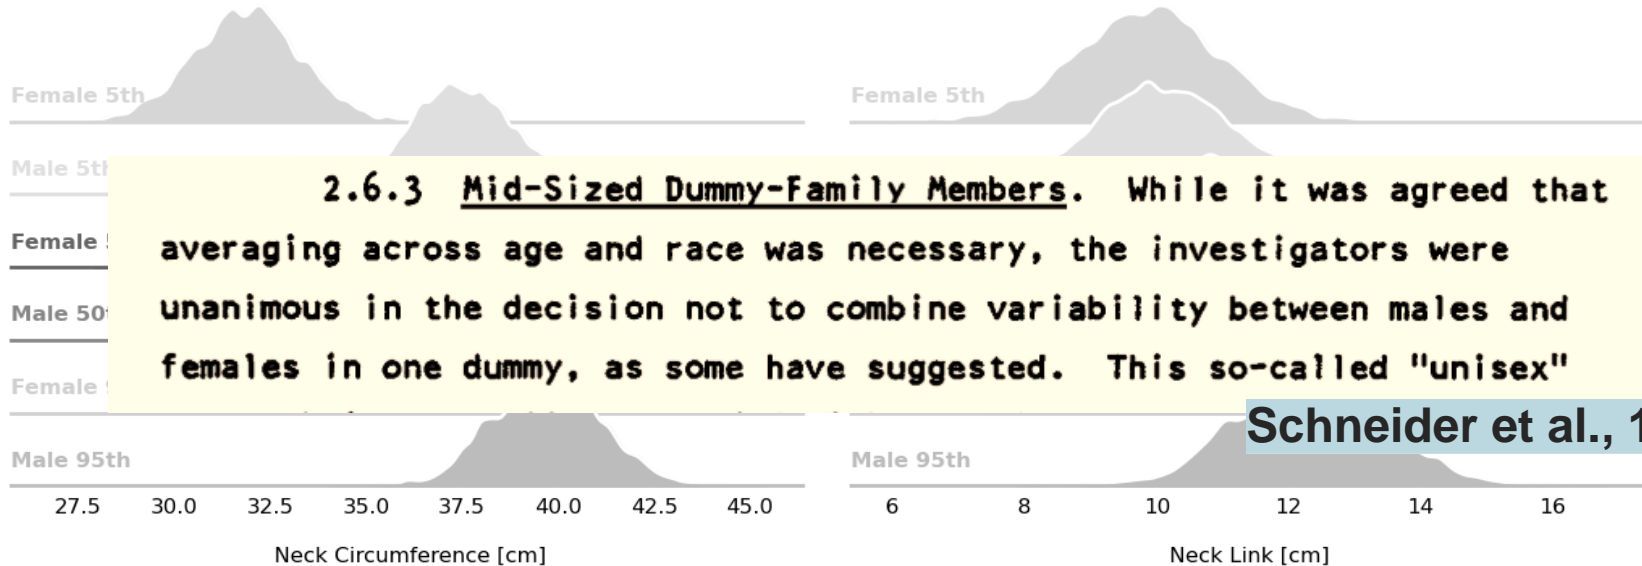 Female 5th
Female 5th
Male 5th
2.6.3 Mid-Sized Dummy-Family Members. While it was agreed that
averaging across age and race was necessary, the investigators were
unanimous in the decision not to combine variability between males and
females in one dummy, as some have suggested. This so-called "unisex"
Female
Male 50
Female
Schneider et al., 1
Male 95th
Male 95th
27.5 30.0 32.5 35.0 37.5 40.0 42.5 45.0
6 8 10 12 14 16
Neck Circumference [cm]
Neck Link [cm]